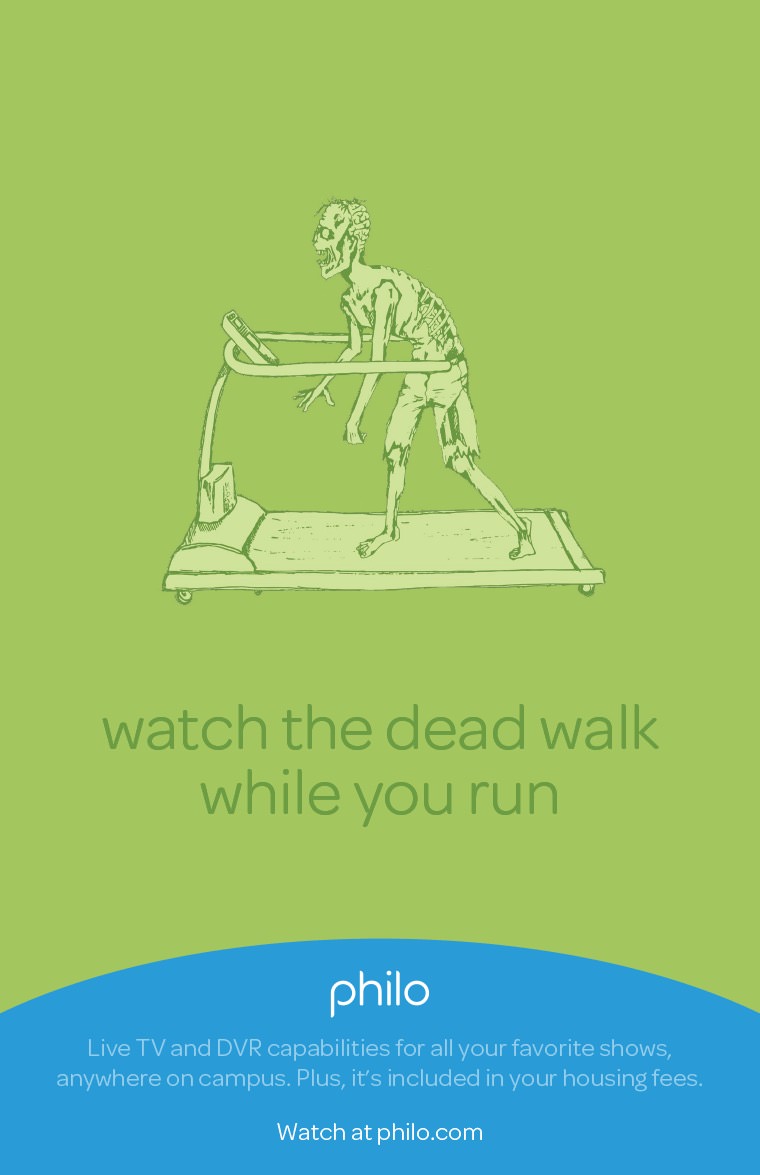 watch the dead walk
while you run
philo
Live TV and DVR capabilities for all your favorite shows,
anywhere on campus. Plus, it's included in your housing fees.
Watch at philo.com